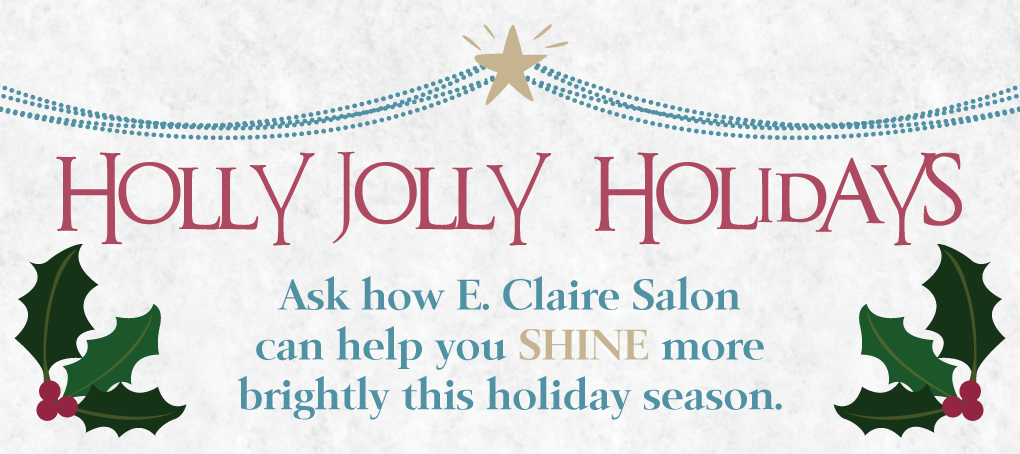 HOLLY JOLLY HOLIDAYS
Ask how E. Claire Salon
can help you SHINE more
brightly this holiday season.